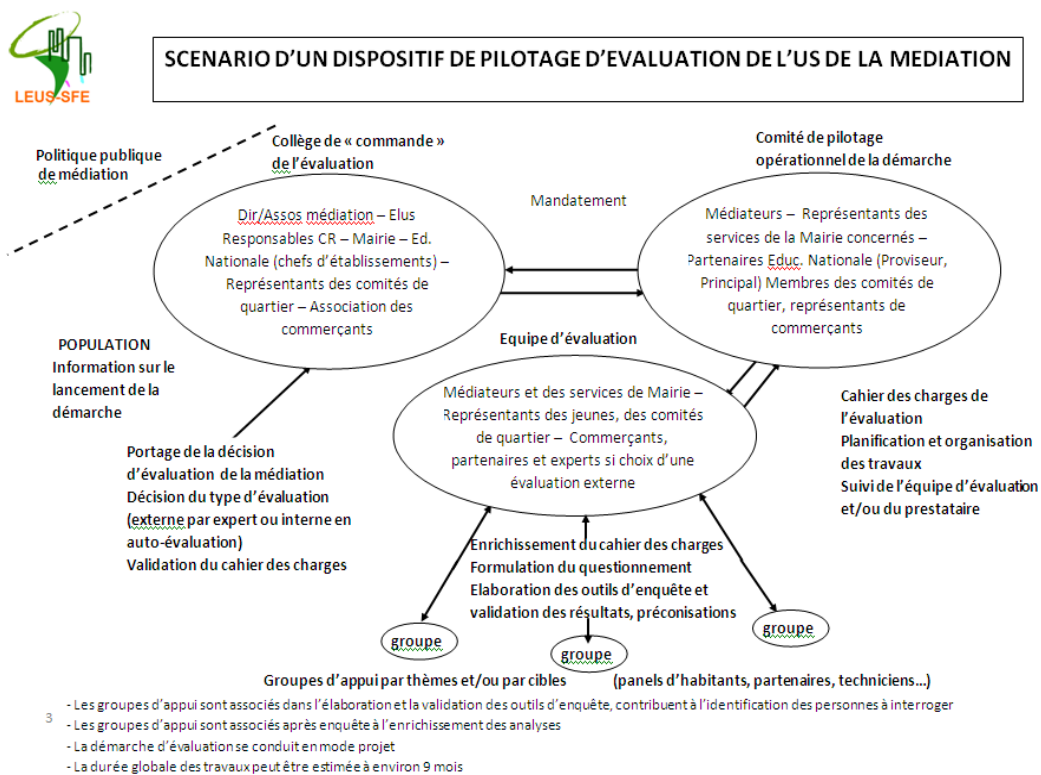 LEUS-SFE
SCENARIO D'UN DISPOSITIF DE PILOTAGE D'EVALUATION DE L'US DE LA MEDIATION
Politique publique
de médiation
Collège de « commande »
de l'évaluation
Comité de pilotage
opérationnel de la démarche
Dir/Assos médiation – Elus
Responsables CR – Mairie – Ed.
Nationale (chefs d'établissements) –
Représentants des comités de
quartier – Association des
commerçants
Mandatement
Médiateurs – Représentants des
services de la Mairie concernés –
Partenaires Educ. Nationale (Proviseur,
Principal) Membres des comités de
quartier, représentants de
commerçants
POPULATION
Information sur le
lancement de la
démarche
Equipe d'évaluation
Médiateurs et des services de Mairie –
Représentants des jeunes, des comités
de quartier – Commerçants,
partenaires et experts si choix d'une
évaluation externe
Cahier des charges de
l'évaluation
Planification et organisation
des travaux
Suivi de l'équipe d'évaluation
et/ou du prestataire
Portage de la décision
d'évaluation de la médiation
Décision du type d'évaluation
(externe par expert ou interne en
auto-évaluation)
Validation du cahier des charges
Enrichissement du cahier des charges
Formulation du questionnement
Elaboration des outils d'enquête et
validation des résultats, préconisations
groupe
groupe
groupe
Groupes d'appui par thèmes et/ou par cibles (panels d'habitants, partenaires, techniciens...)
- Les groupes d'appui sont associés dans l'élaboration et la validation des outils d'enquête, contribuent à l'identification des personnes à interroger
3
- Les groupes d'appui sont associés après enquête à l'enrichissement des analyses
- La démarche d'évaluation se conduit en mode projet
- La durée globale des travaux peut être estimée à environ 9 mois